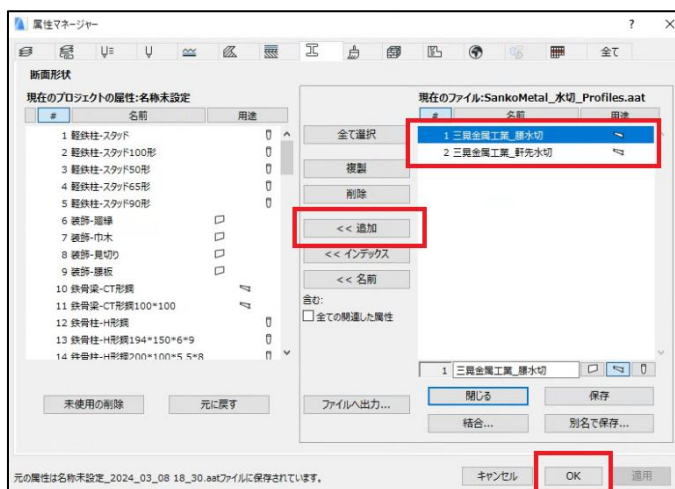 属性マネージャー
?
全て
断面形状
現在のプロジェクトの属性:名称未設定
# 名前 用途
1 軽鉄柱-スタッド
2 軽鉄柱-スタッド100形
3 軽鉄柱-スタッド50形
4 軽鉄柱-スタッド65形
5 軽鉄柱-スタッド90形
6 装飾-廻縁
7 装飾-巾木
8 装飾-見切り
9 装飾-腰板
10 鉄骨梁-CT形鋼
11 鉄骨梁-CT形鋼100*100
12 鉄骨柱-H形鋼
13 鉄骨柱-H形鋼194*150*6*9
14 鉄骨柱-H形鋼200*100*5.5*8
未使用の削除
元に戻す
全て選択
複製
削除
<< 追加
<< インデックス
<< 名前
含む:
全ての関連した属性
ファイルへ出力...
現在のファイル:SankoMetal_水切_Profiles.aat
# 名前 用途
1 三晃金属工業_腰水切
2 三晃金属工業_軒先水切
1 三晃金属工業_腰水切
閉じる
保存
結合...
別名で保存...
元の属性は名称未設定_2024_03_08 18_30.aatファイルに保存されています。
キャンセル
OK
適用